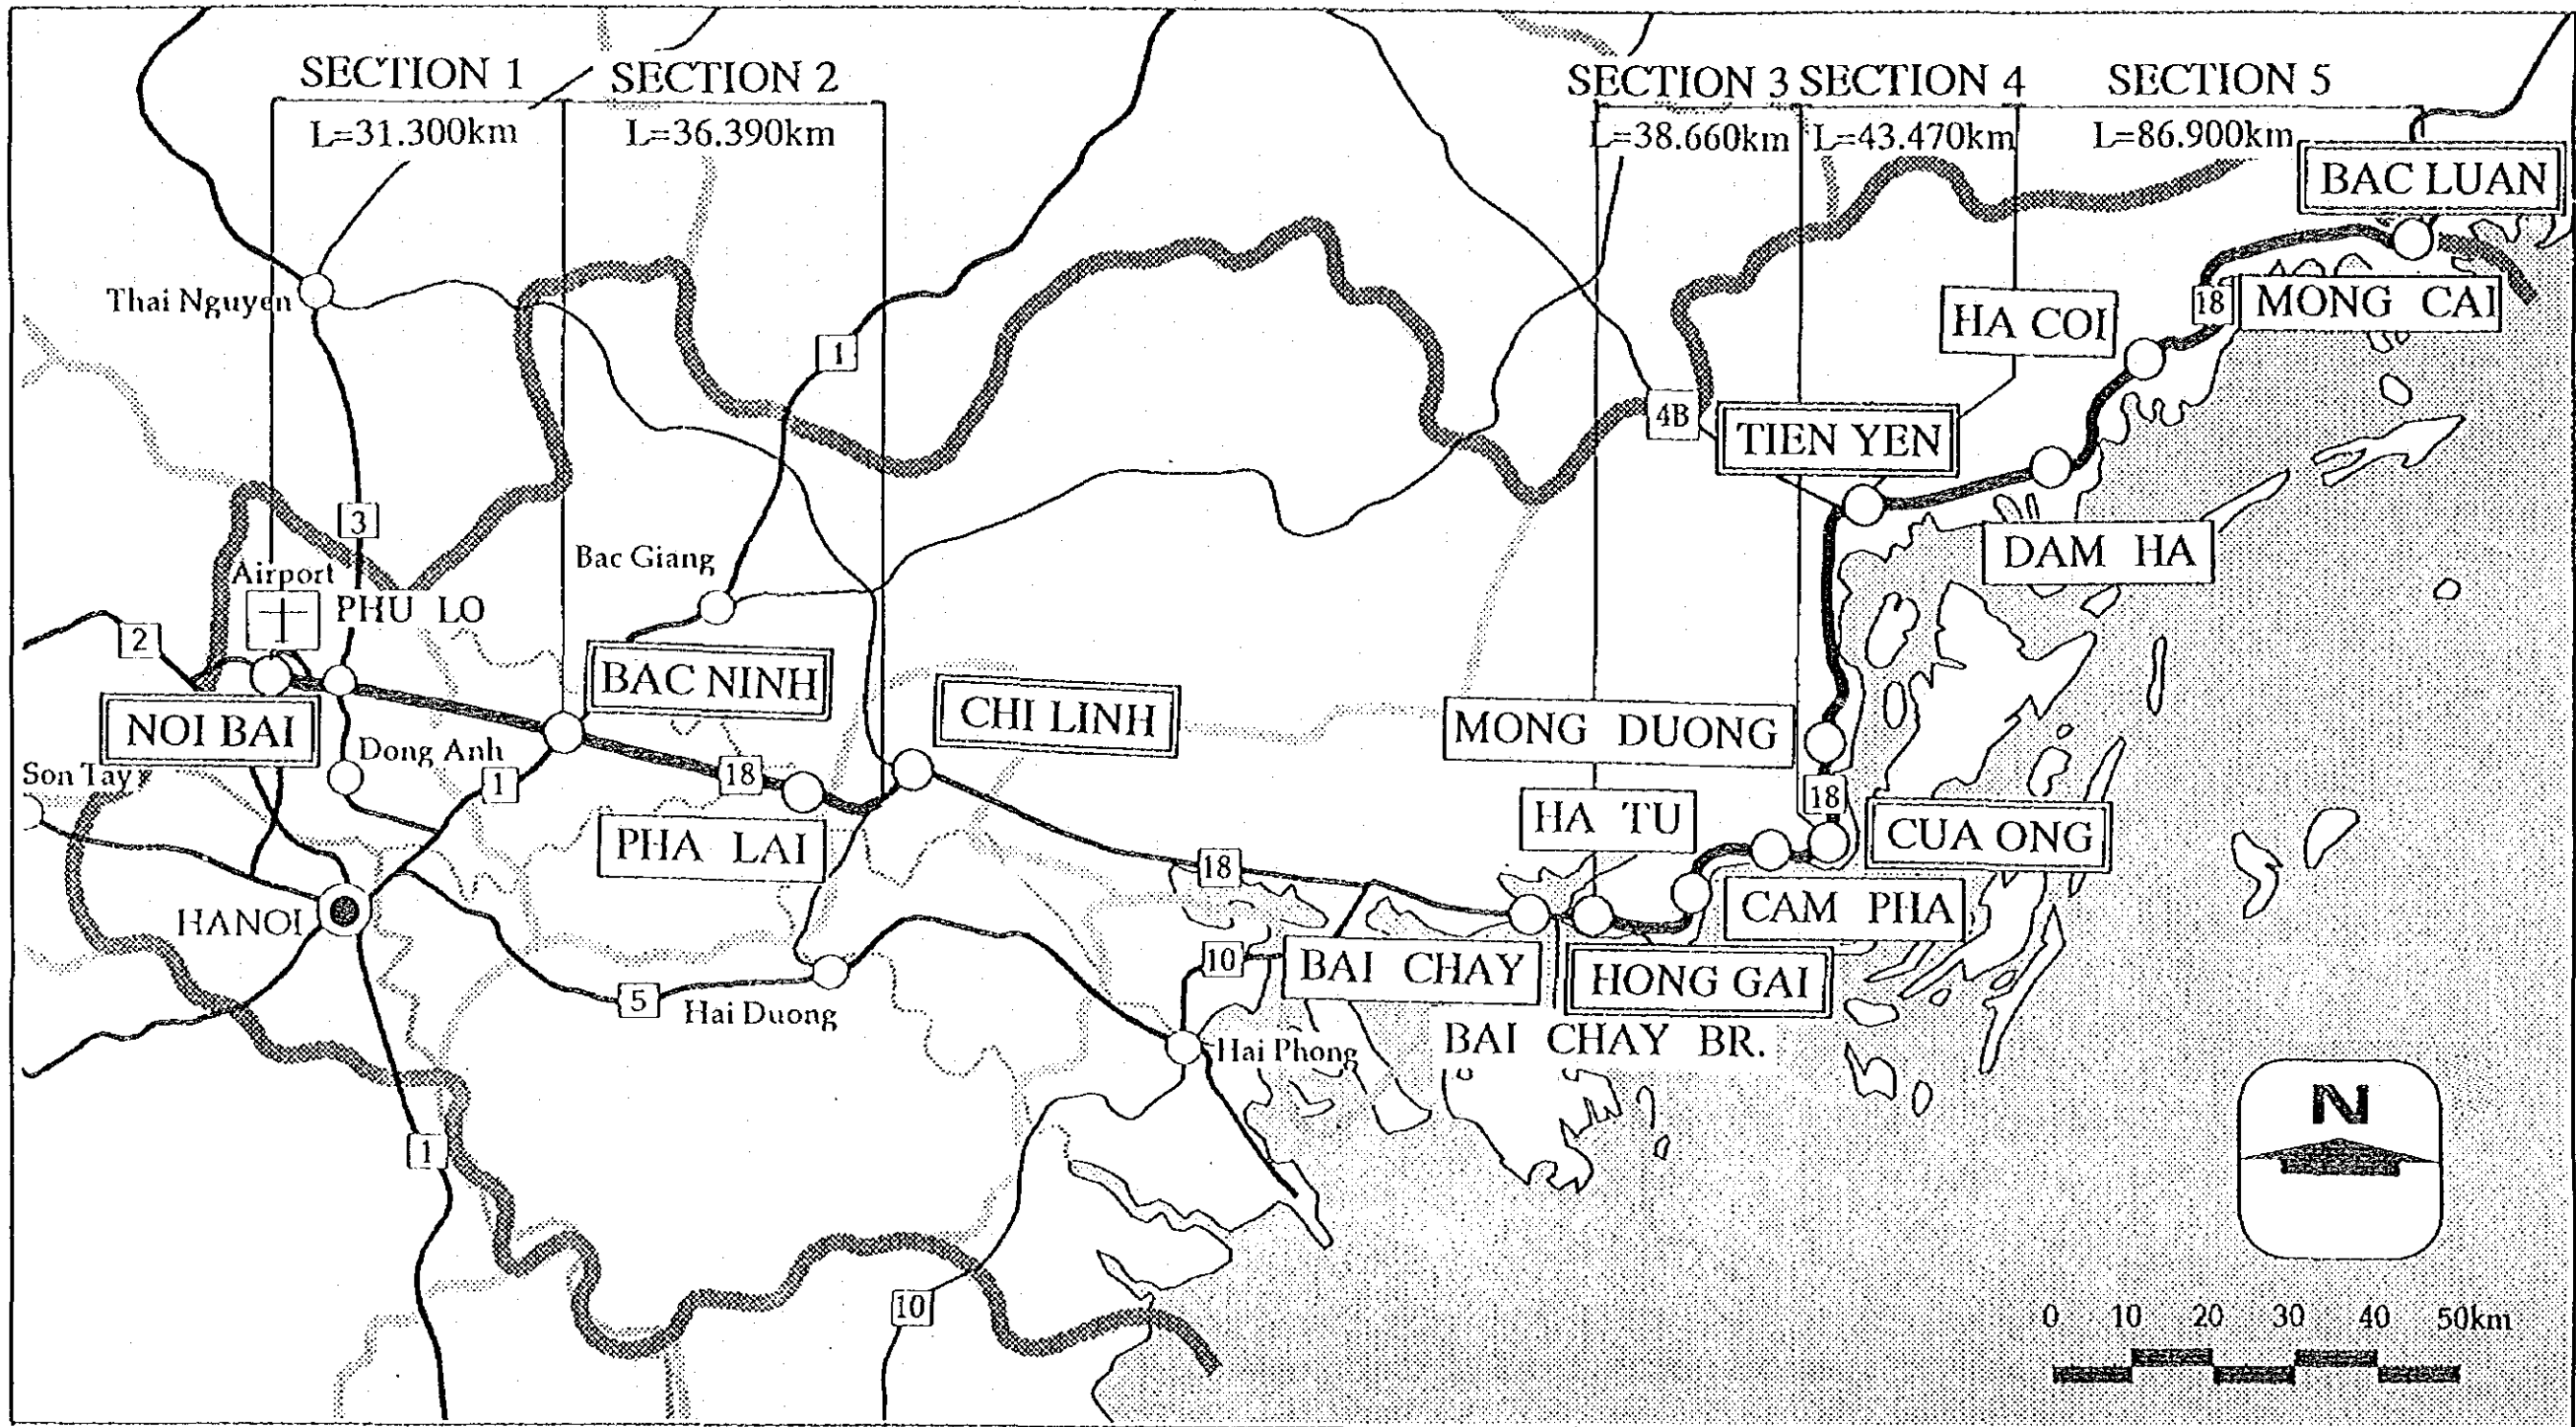 SECTION 1
SECTION 2
SECTION 3
SECTION 4
SECTION 5
L=31.300km
L=36.390km
L=38.660km
L=43.470km
L=86.900km
BAC LUAN
Thai Nguyen
18
MONG CAI
HA COI
1
4B
TIEN YEN
3
Bac Giang
DAM HA
Airport
PHU LO
2
BAC NINH
CHI LINH
NOI BAI
MONG DUONG
Dong Anh
Son Tay
1
18
18
PHA LAI
HA TU
CUA ONG
18
HANOI
CAM PHA
10
BAI CHAY
HONG GAI
5
Hai Duong
Hai Phong
BAI CHAY BR.
1
N
10
0 10 20 30 40 50km